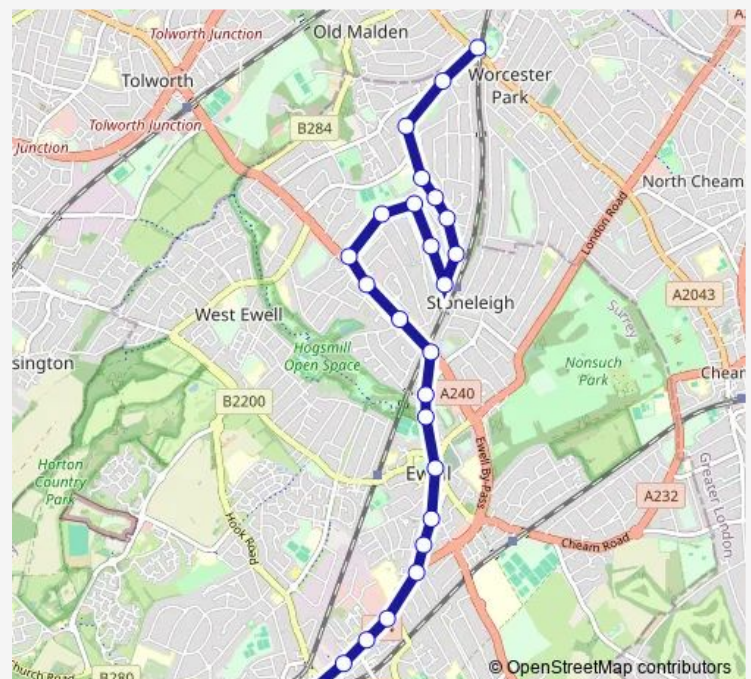 Tolworth Junction
Old Malden
A
Tolworth
Worcester
Park
Tolworth Junction
B284
Junction
North Cheam
London Road
A2043
Stoneleigh
Surrey
West Ewell
Hogsmill
Open Space
Nonsuch
Park
sington
Chear
B2200
A240
Ewell By-Pass
Horton
Country
Park
Ewell
A232
Greater London
Hook Road
Cheam Road
Church Road
B280
© OpenStreetMap contributors